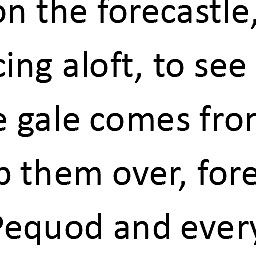 on the forecastle,
cing aloft, to see
e gale comes from
p them over, fore
Pequod and every